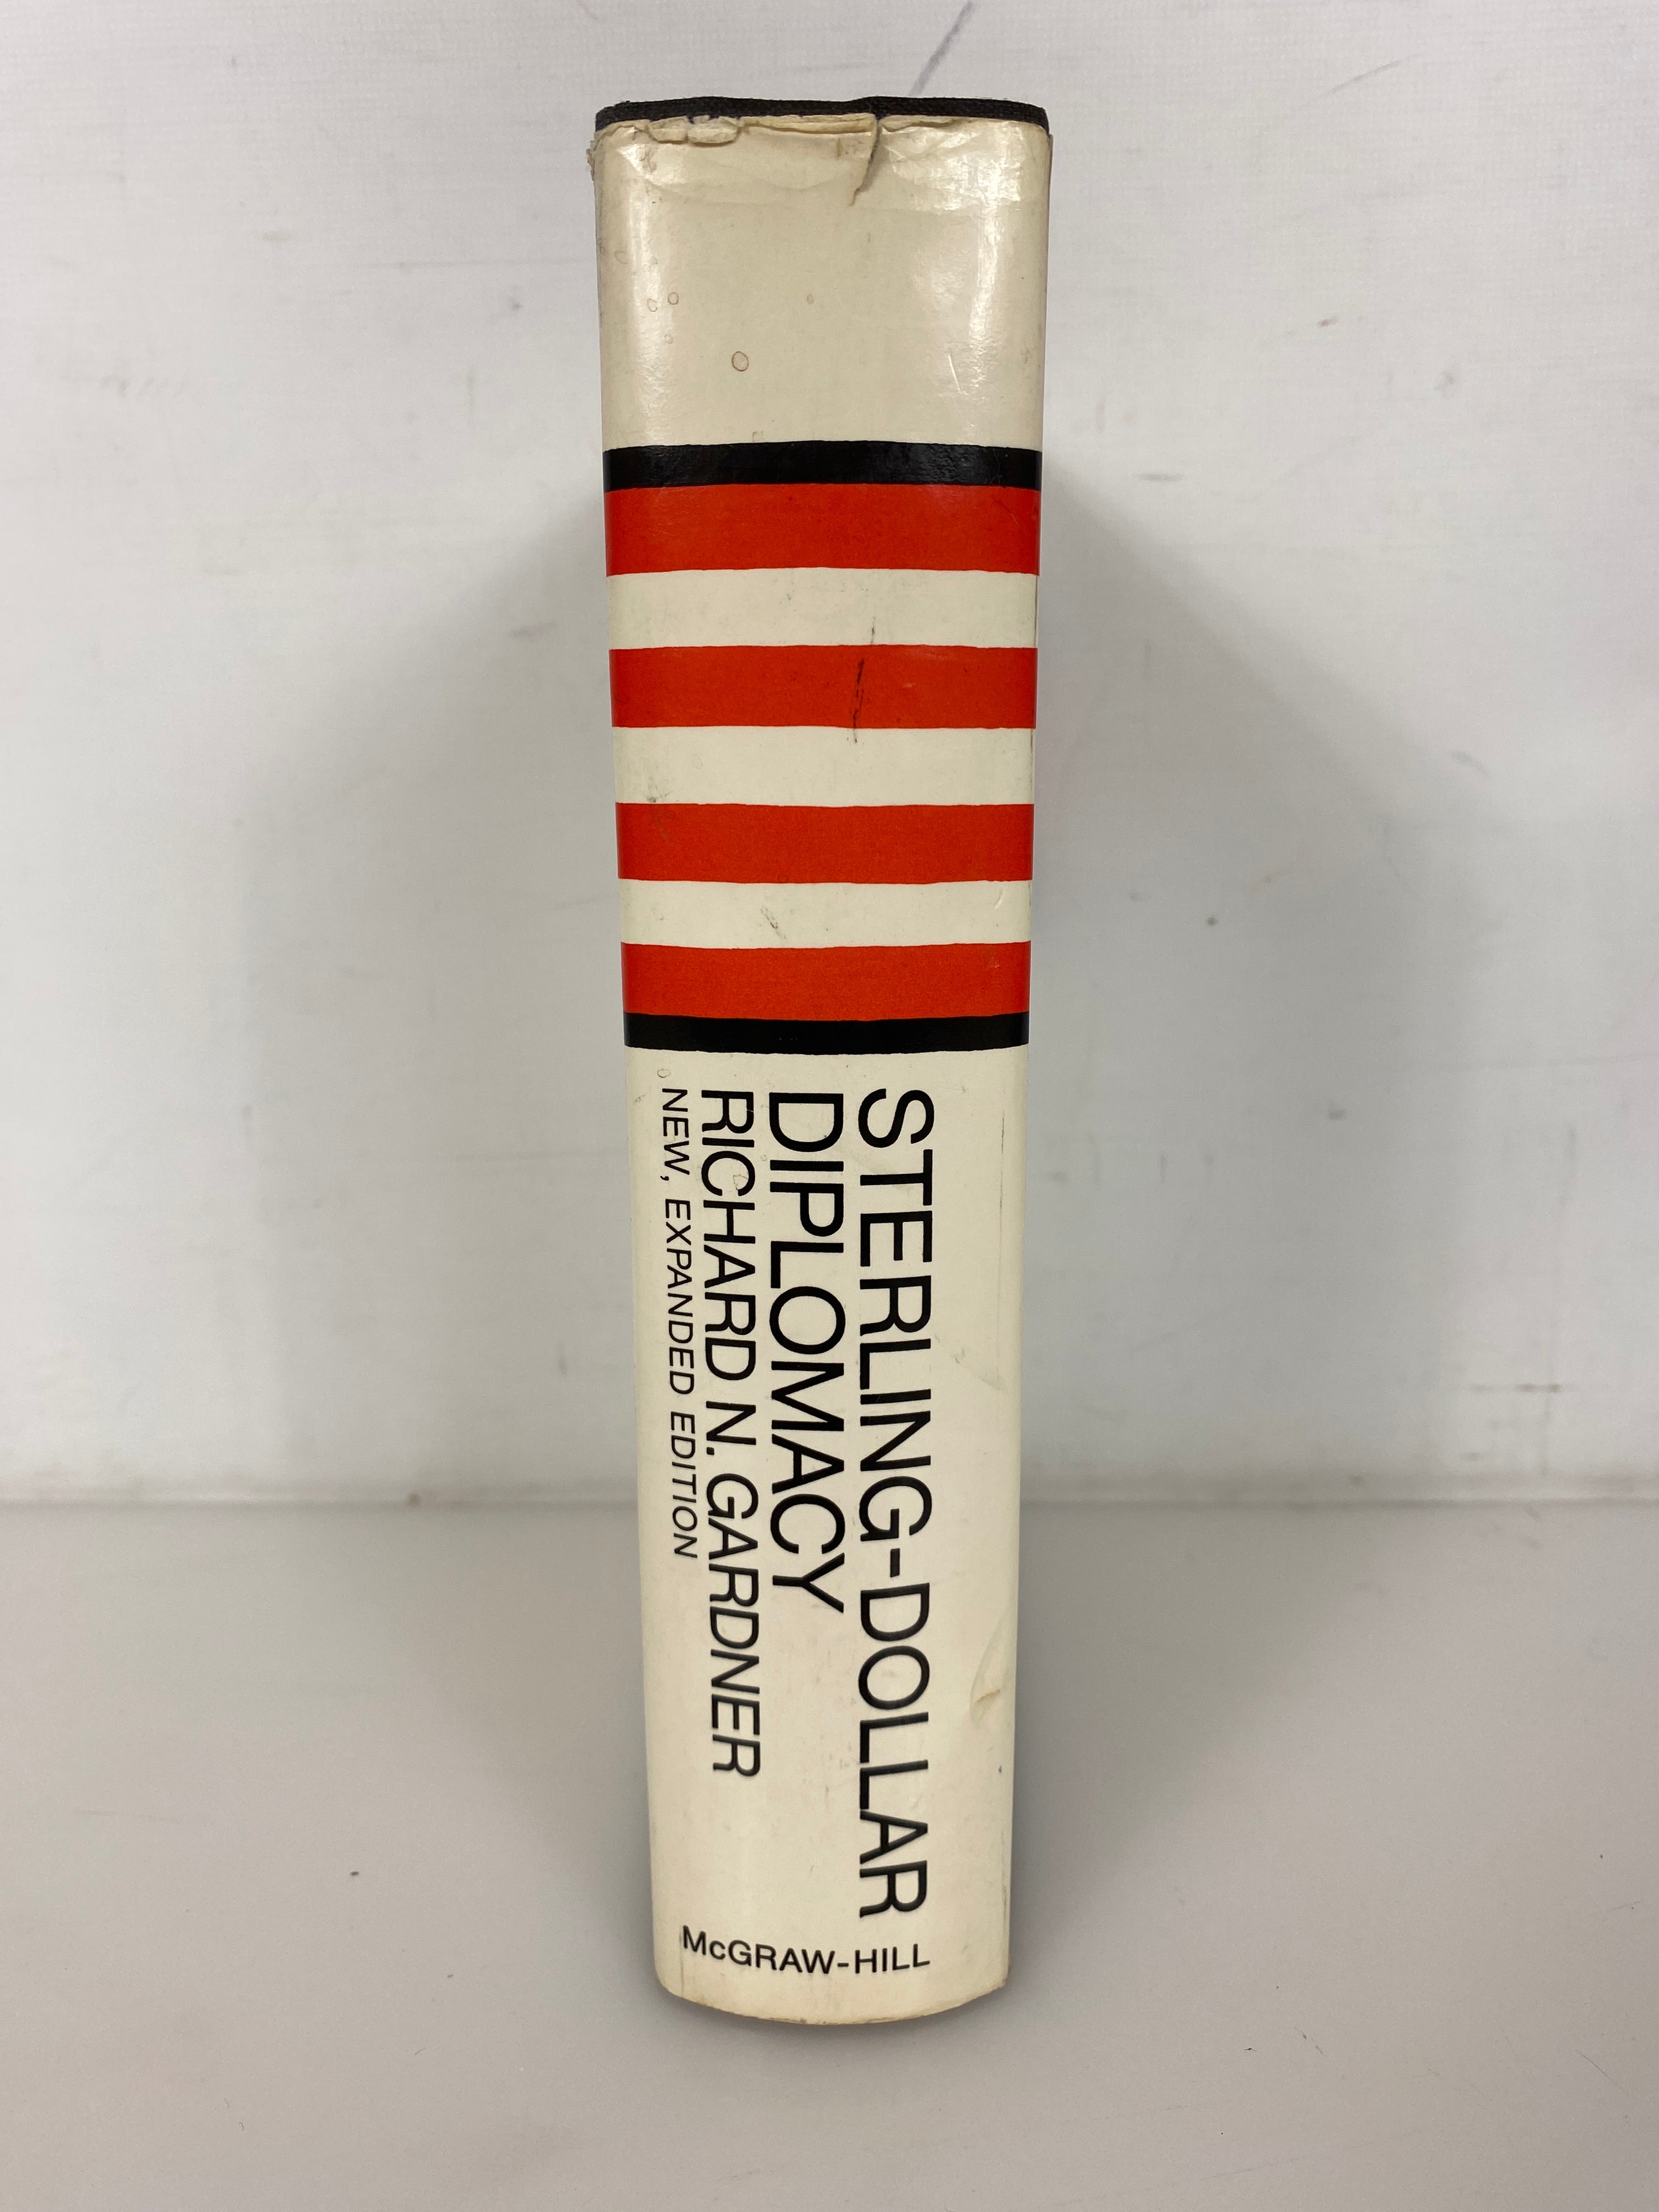 STERLING-DOLLAR
DIPLOMACY
RICHARD N. GARDNER
NEW, EXPANDED EDITION
McGRAW-HILL